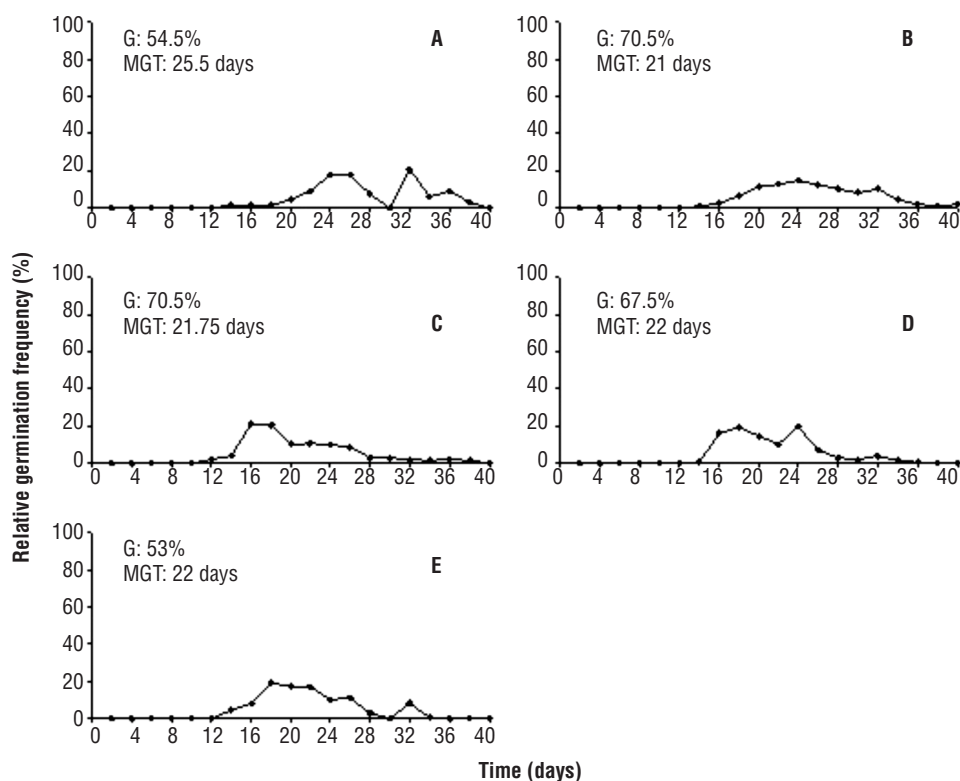 Relative germination frequency (%)
100
80
60
40
20
0
G: 54.5%
MGT: 25.5 days
A
0 4 8 12 16 20 24 28 32 36 40
100
80
60
40
20
0
G: 70.5%
MGT: 21 days
B
0 4 8 12 16 20 24 28 32 36 40
100
80
60
40
20
0
G: 70.5%
MGT: 21.75 days
C
0 4 8 12 16 20 24 28 32 36 40
100
80
60
40
20
0
G: 67.5%
MGT: 22 days
D
0 4 8 12 16 20 24 28 32 36 40
100
80
60
40
20
0
G: 53%
MGT: 22 days
E
0 4 8 12 16 20 24 28 32 36 40
Time (days)